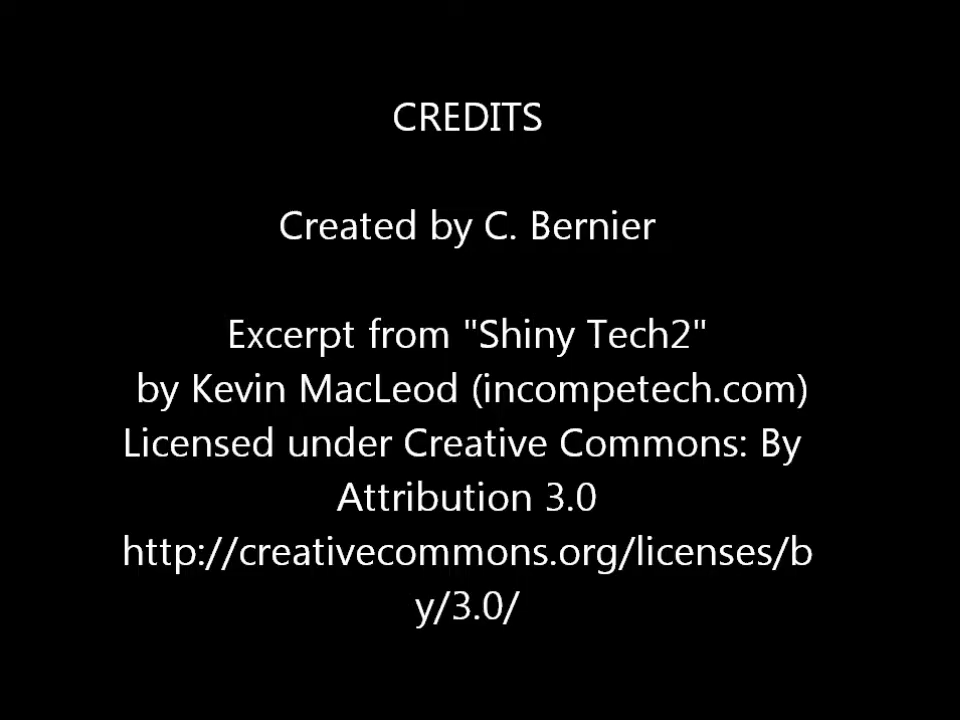 CREDITS
Created by C. Bernier
Excerpt from "Shiny Tech2"
by Kevin MacLeod (incompetech.com)
Licensed under Creative Commons: By
Attribution 3.0
http://creativecommons.org/licenses/b
y/3.0/